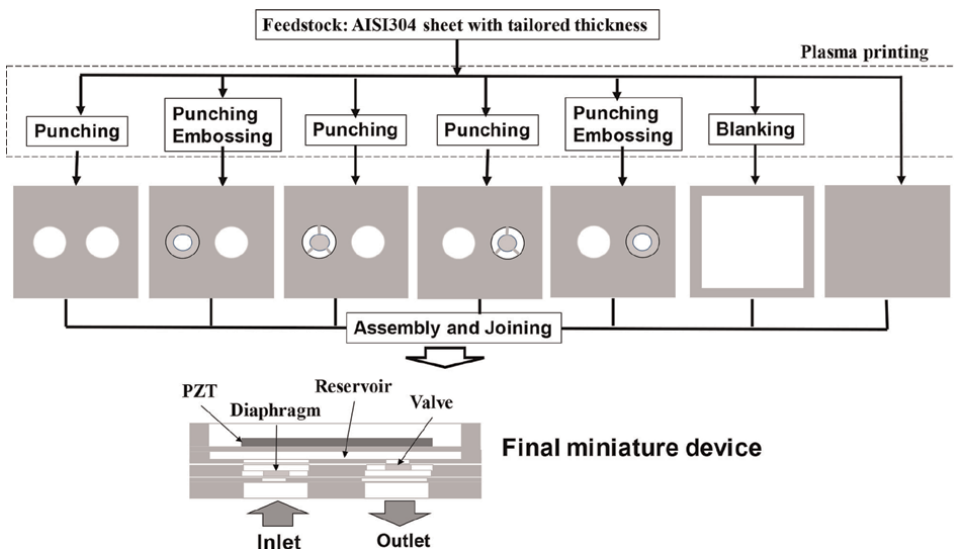 Feedstock: AISI304 sheet with tailored thickness
Plasma printing
Punching
Punching
Embossing
Punching
Punching
Punching
Embossing
Blanking
Assembly and Joining
PZT
Diaphragm
Reservoir
Valve
Final miniature device
Inlet
Outlet